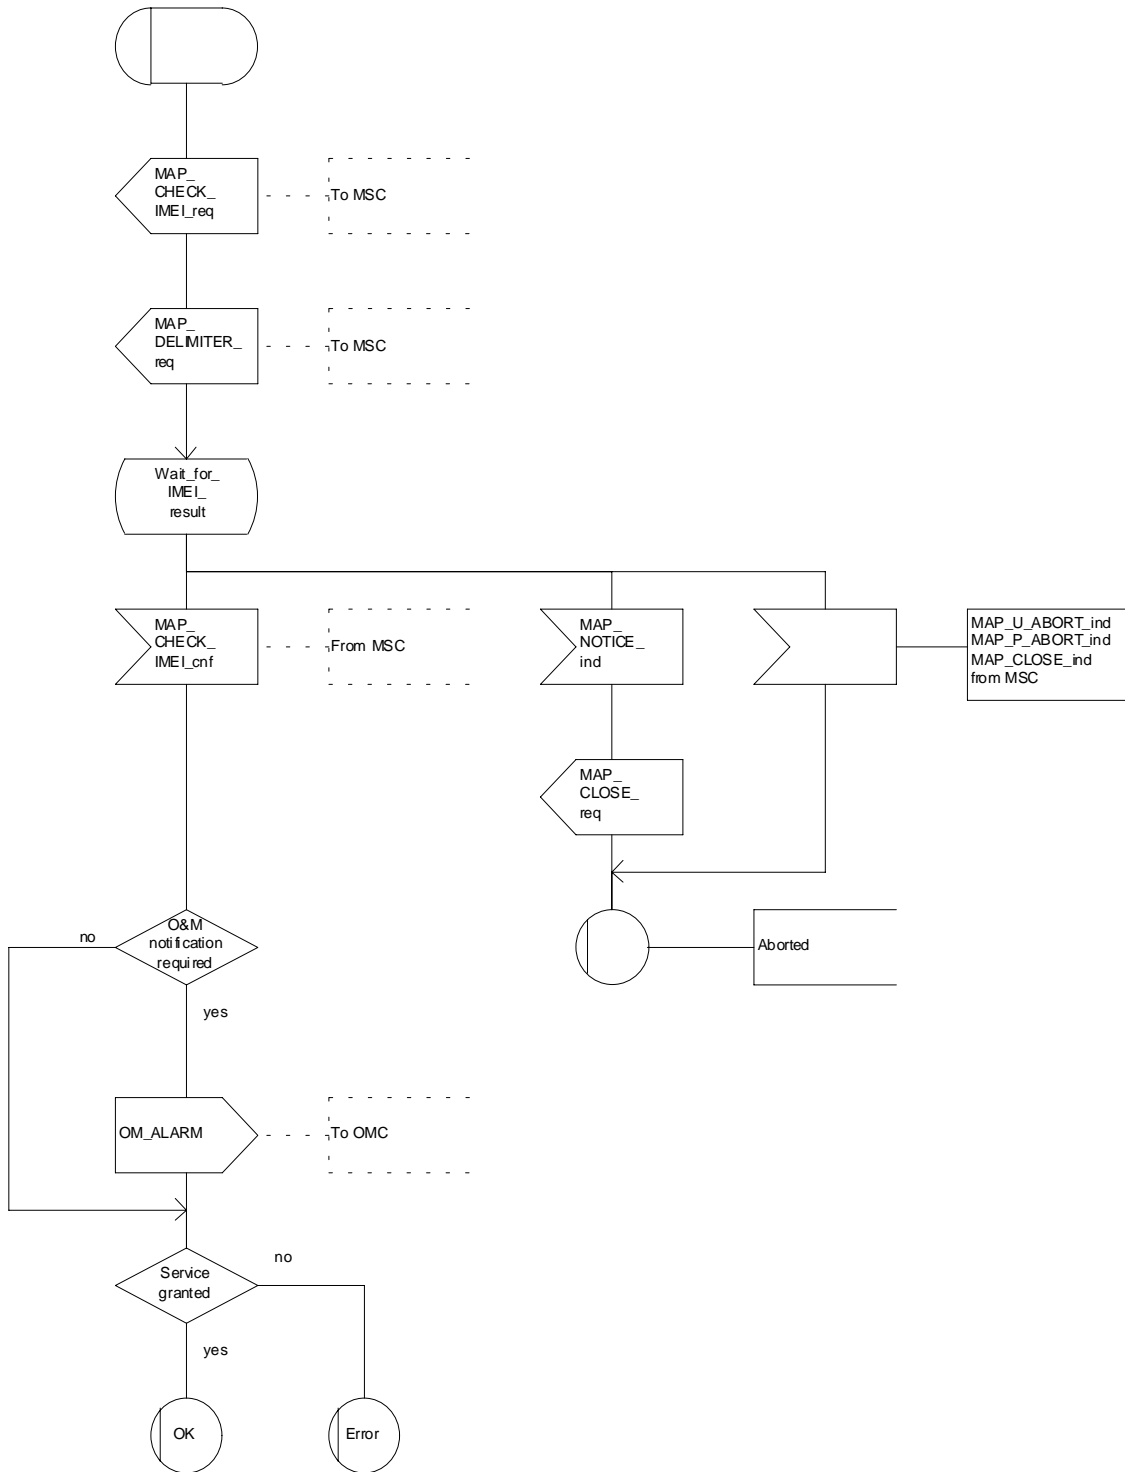 MAP_
CHECK_
IMEI_req
To MSC
MAP_
DELIMITER_
req
To MSC
Wait_for_
IMEI_
result
MAP_
CHECK_
IMEI_cnf
From MSC
MAP_
NOTICE_
ind
MAP_U_ABORT_ind
MAP_P_ABORT_ind
MAP_CLOSE_ind
from MSC
MAP_
CLOSE_
req
O&M
notification
required
no
yes
Aborted
OM_ALARM
To OMC
Service
granted
no
yes
OK
Error